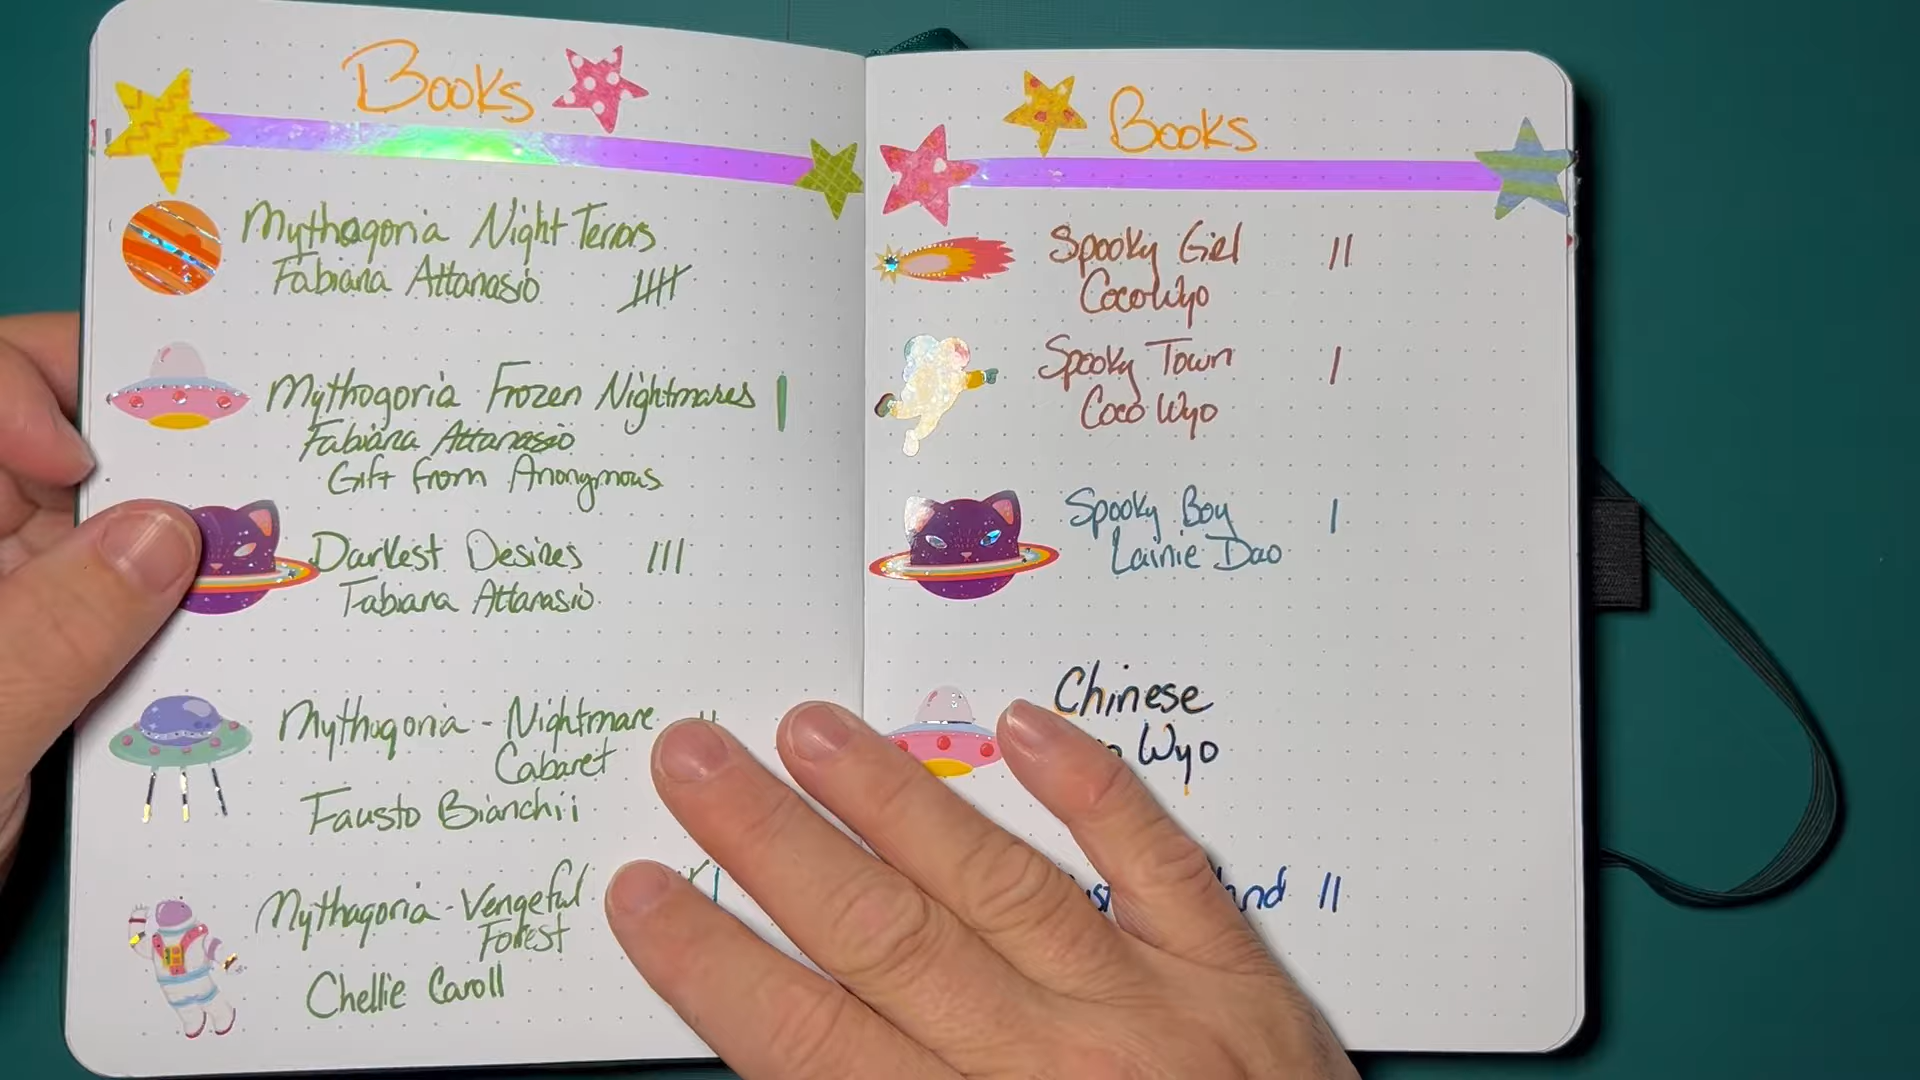 Books
Mythagoria Night Terrors
Fabiana Attanasio
Mythogoria Frozen Nightmares
Fabiana Attanasio
Gift from Anonymous
Darkest Desires
Fabiana Attanasio
Mythogoria - Nightmare
Cabaret
Fausto Bianchii
Mythagoria - Vengeful
Forest
Chellie Caroll
Books
Spooky Girl
CocoWyo
Spooky Town
Coco Wyo
Spooky Boy
Lainie Dao
Chinese
Wyo